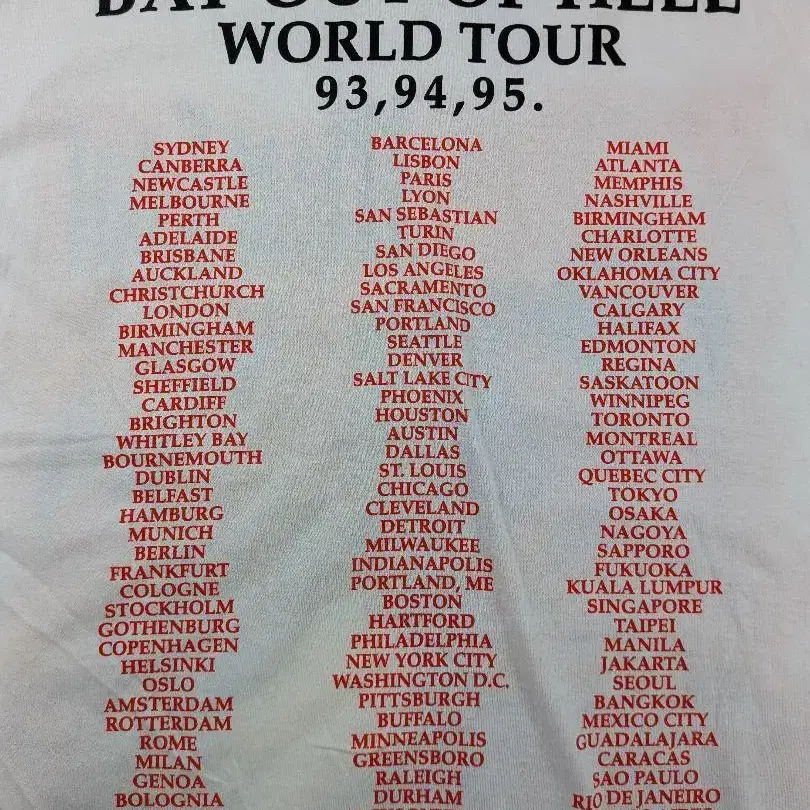 BAT OUT OF HELL
WORLD TOUR
93,94,95.
SYDNEY
CANBERRA
NEWCASTLE
MELBOURNE
PERTH
ADELAIDE
BRISBANE
AUCKLAND
CHRISTCHURCH
LONDON
BIRMINGHAM
MANCHESTER
GLASGOW
SHEFFIELD
CARDIFF
BRIGHTON
WHITLEY BAY
BOURNEMOUTH
DUBLIN
BELFAST
HAMBURG
MUNICH
BERLIN
FRANKFURT
COLOGNE
STOCKHOLM
GOTHENBURG
COPENHAGEN
HELSINKI
OSLO
AMSTERDAM
ROTTERDAM
ROME
MILAN
GENOA
BOLOGNIA
BARCELONA
LISBON
PARIS
LYON
SAN SEBASTIAN
TURIN
SAN DIEGO
LOS ANGELES
SACRAMENTO
SAN FRANCISCO
PORTLAND
SEATTLE
DENVER
SALT LAKE CITY
PHOENIX
HOUSTON
AUSTIN
DALLAS
ST. LOUIS
CHICAGO
CLEVELAND
DETROIT
MILWAUKEE
INDIANAPOLIS
PORTLAND, ME
BOSTON
HARTFORD
PHILADELPHIA
NEW YORK CITY
WASHINGTON D.C.
PITTSBURGH
BUFFALO
MINNEAPOLIS
GREENSBORO
RALEIGH
DURHAM
MIAMI
ATLANTA
MEMPHIS
NASHVILLE
BIRMINGHAM
CHARLOTTE
NEW ORLEANS
OKLAHOMA CITY
VANCOUVER
CALGARY
HALIFAX
EDMONTON
REGINA
SASKATOON
WINNIPEG
TORONTO
MONTREAL
OTTAWA
QUEBEC CITY
TOKYO
OSAKA
NAGOYA
SAPPORO
FUKUOKA
KUALA LUMPUR
SINGAPORE
TAIPEI
MANILA
JAKARTA
SEOUL
BANGKOK
MEXICO CITY
GUADALAJARA
CARACAS
SAO PAULO
RIO DE JANEIRO